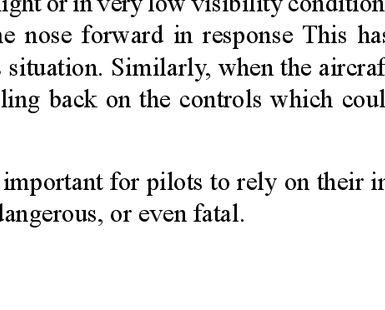 light or in very low visibility condition
nose forward in response This has
situation. Similarly, when the aircraf
ling back on the controls which coul
important for pilots to rely on their in
dangerous, or even fatal.